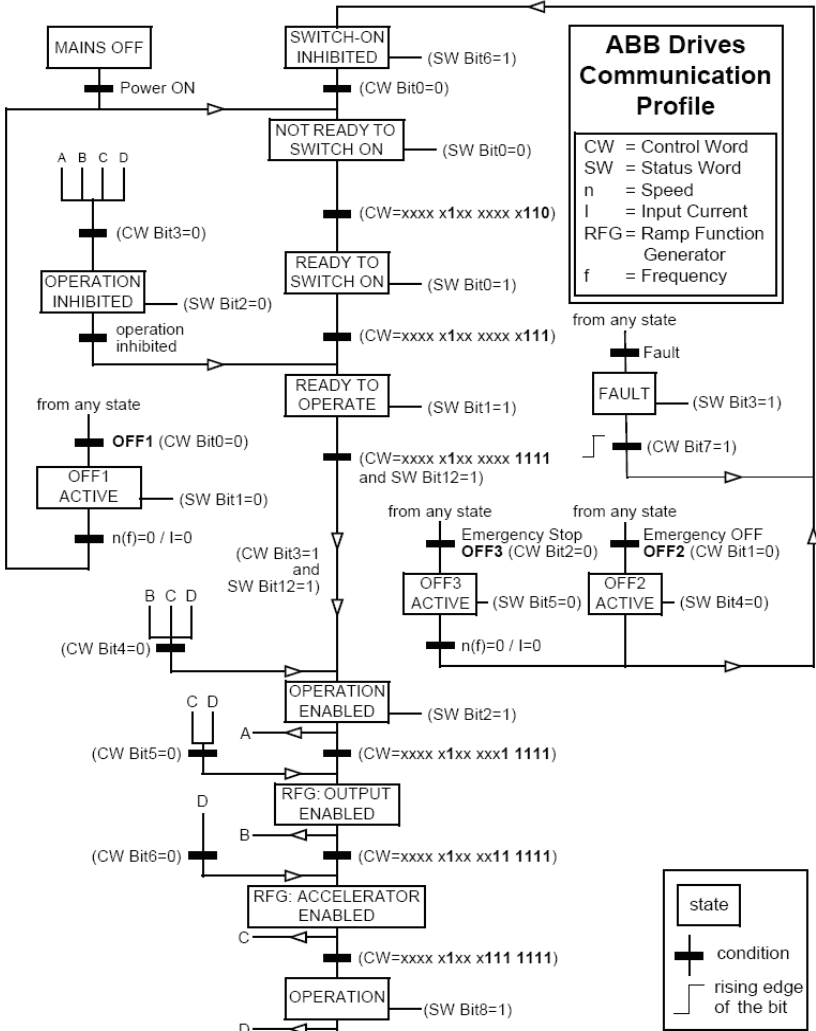 MAINS OFF
Power ON
SWITCH-ON
INHIBITED
(SW Bit6=1)
(CW Bit0=0)
NOT READY TO
SWITCH ON
(SW Bit0=0)
A B C D
(CW Bit3=0)
(CW=xxxx x1xx xxxx x110)
OPERATION
INHIBITED
(SW Bit2=0)
operation
inhibited
READY TO
SWITCH ON
(SW Bit0=1)
(CW=xxxx x1xx xxxx x111)
READY TO
OPERATE
(SW Bit1=1)
from any state
OFF1 (CW Bit0=0)
OFF1
ACTIVE
(SW Bit1=0)
n(f)=0 / I=0
(CW=xxxx x1xx xxxx 1111
and SW Bit12=1)
(CW Bit3=1
and
SW Bit12=1)
ABB Drives
Communication
Profile
CW = Control Word
SW = Status Word
n = Speed
I = Input Current
RFG = Ramp Function
Generator
f = Frequency
from any state
Fault
FAULT
(SW Bit3=1)
(CW Bit7=1)
from any state
Emergency Stop
OFF3 (CW Bit2=0)
OFF3
ACTIVE
(SW Bit5=0)
n(f)=0 / I=0
from any state
Emergency OFF
OFF2 (CW Bit1=0)
OFF2
ACTIVE
(SW Bit4=0)
B C D
(CW Bit4=0)
OPERATION
ENABLED
(SW Bit2=1)
A
C D
(CW Bit5=0)
(CW=xxxx x1xx xxx1 1111)
RFG: OUTPUT
ENABLED
B
D
(CW Bit6=0)
(CW=xxxx x1xx xx11 1111)
RFG: ACCELERATOR
ENABLED
C
(CW=xxxx x1xx x111 1111)
OPERATION
(SW Bit8=1)
D
state
condition
rising edge
of the bit